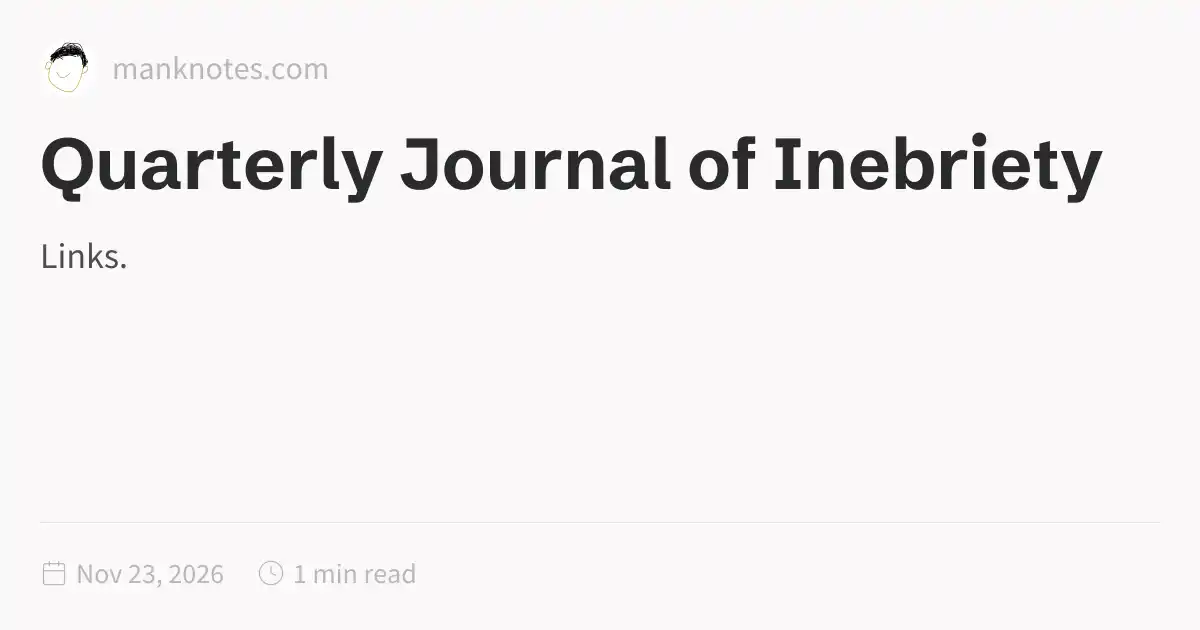 manknotes.com
Quarterly Journal of Inebriety
Links.
Nov 23, 2026 1 min read